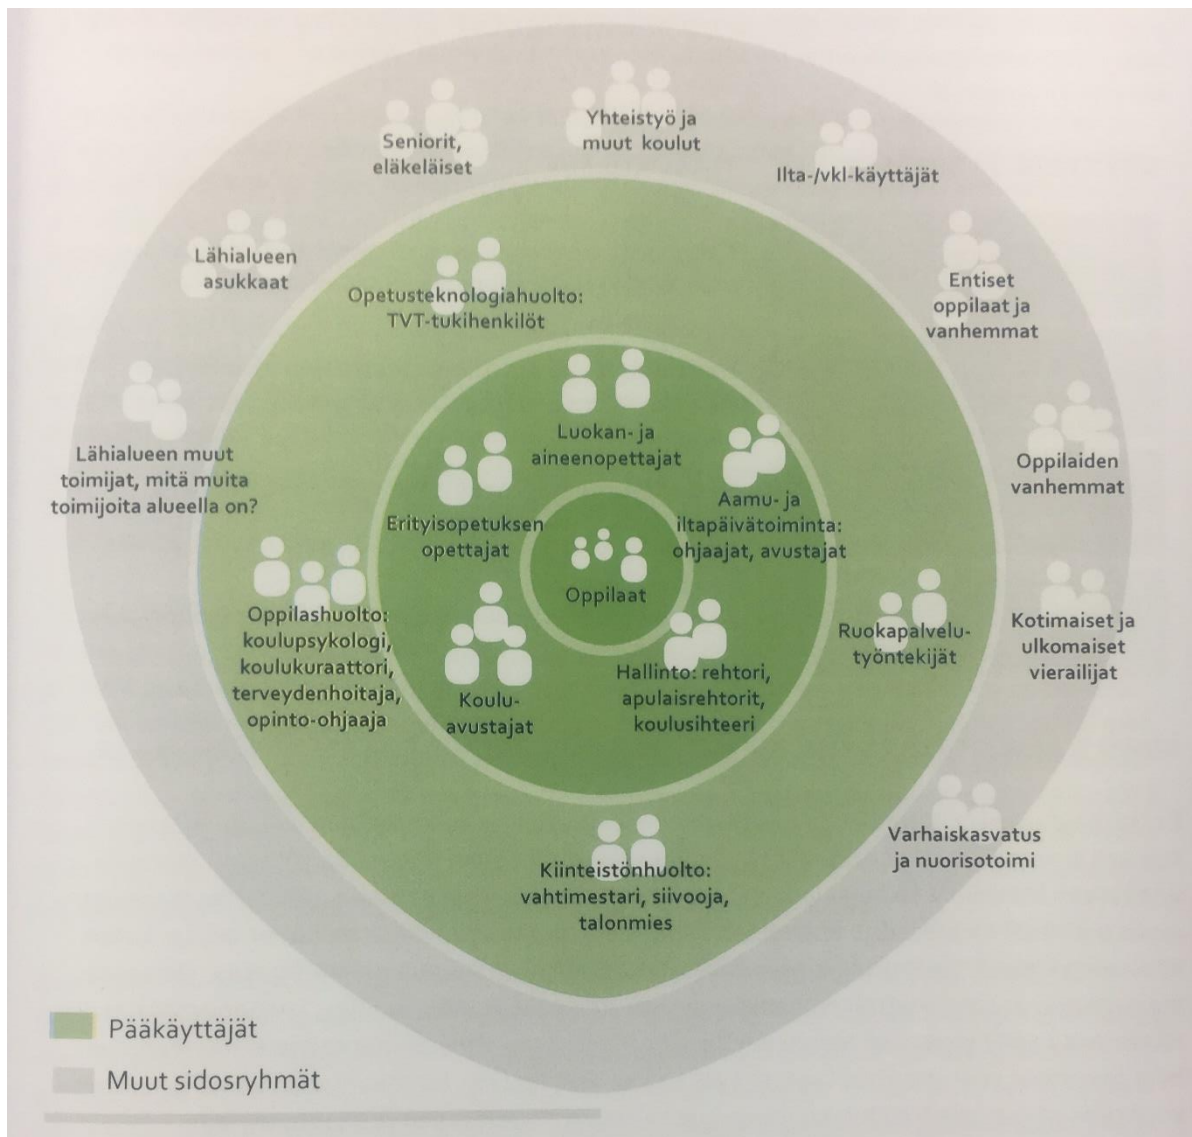 Yhteistyö ja
muut koulut
Seniorit,
eläkeläiset
Ilta-/vkl-käyttäjät
Lähialueen
asukkaat
Entiset
oppilaat ja
vanhemmat
Opetusteknologiahuolto:
TVT-tukihenkilöt
Lähialueen muut
toimijat, mitä muita
toimijoita alueella on?
Luokan- ja
aineenopettajat
Oppilaiden
vanhemmat
Erityisopetuksen
opettajat
Aamu- ja
iltapäivätoiminta:
ohjaajat, avustajat
Oppilaat
Oppilashuolto:
koulupsykologi,
koulukuraattori,
terveydenhoitaja,
opinto-ohjaaja
Koulu-
avustajat
Hallinto: rehtori,
apulaisrehtorit,
koulusihteeri
Ruokapalvelu-
työntekijät
Kotimaiset ja
ulkomaiset
vierailijat
Varhaiskasvatus
ja nuorisotoimi
Kiinteistönhuolto:
vahtimestari, siivooja,
talonmies
Pääkäyttäjät
Muut sidosryhmät